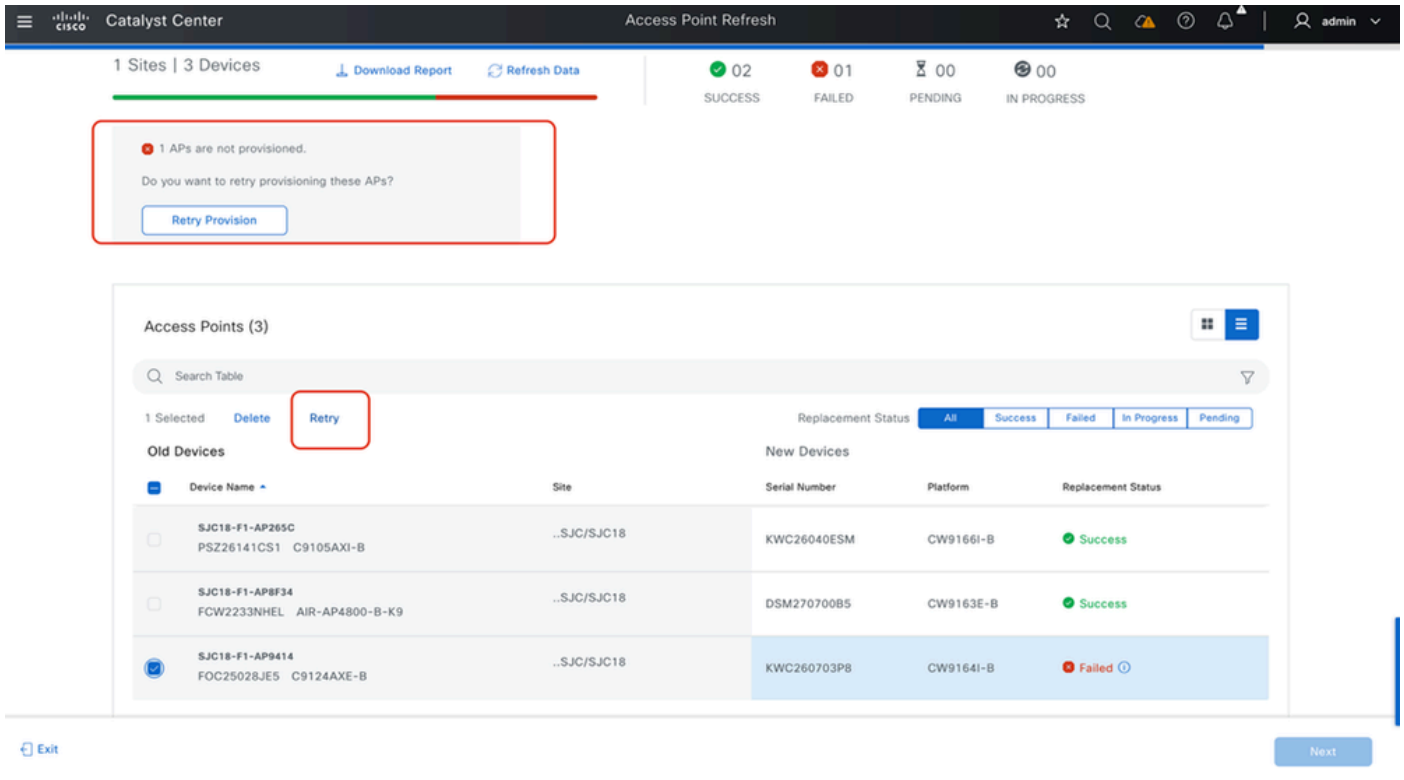 cisco Catalyst Center Access Point Refresh admin
1 Sites | 3 Devices Download Report Refresh Data 02 01 00 00
SUCCESS FAILED PENDING IN PROGRESS
1 APs are not provisioned.
Do you want to retry provisioning these APs?
Retry Provision
Access Points (3)
Search Table
1 Selected Delete Retry Replacement Status All Success Failed In Progress Pending
Old Devices New Devices
Device Name Site Serial Number Platform Replacement Status
SJC18-F1-AP265C
PSZ26141CS1 C9105AXI-B ..SJC/SJC18 KWC26040ESM CW9166I-B Success
SJC18-F1-AP8F34
FCW2233NHEL AIR-AP4800-B-K9 ..SJC/SJC18 DSM270700B5 CW9163E-B Success
SJC18-F1-AP9414
FOC25028JE5 C9124AXE-B ..SJC/SJC18 KWC260703P8 CW9164I-B Failed
Exit Next